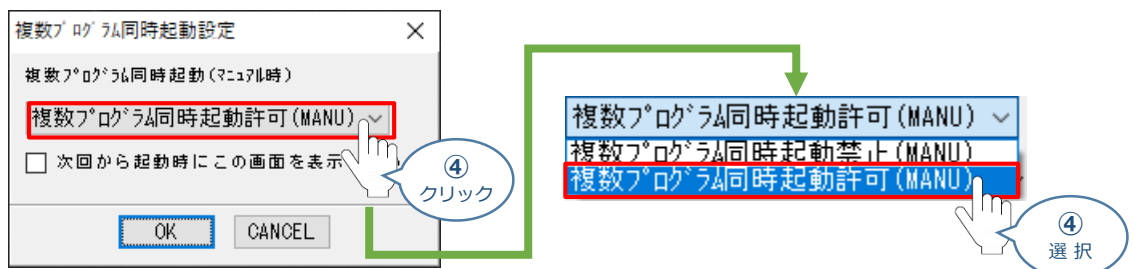 複数ﾌﾟﾛｸﾞﾗﾑ同時起動設定
複数ﾌﾟﾛｸﾞﾗﾑ同時起動(ﾏﾆｭｱﾙ時)
複数ﾌﾟﾛｸﾞﾗﾑ同時起動許可(MANU)
次回から起動時にこの画面を表示
④
クリック
OK
CANCEL
複数ﾌﾟﾛｸﾞﾗﾑ同時起動許可(MANU)
複数ﾌﾟﾛｸﾞﾗﾑ同時起動禁止(MANU)
複数ﾌﾟﾛｸﾞﾗﾑ同時起動許可(MANU)
④
選択